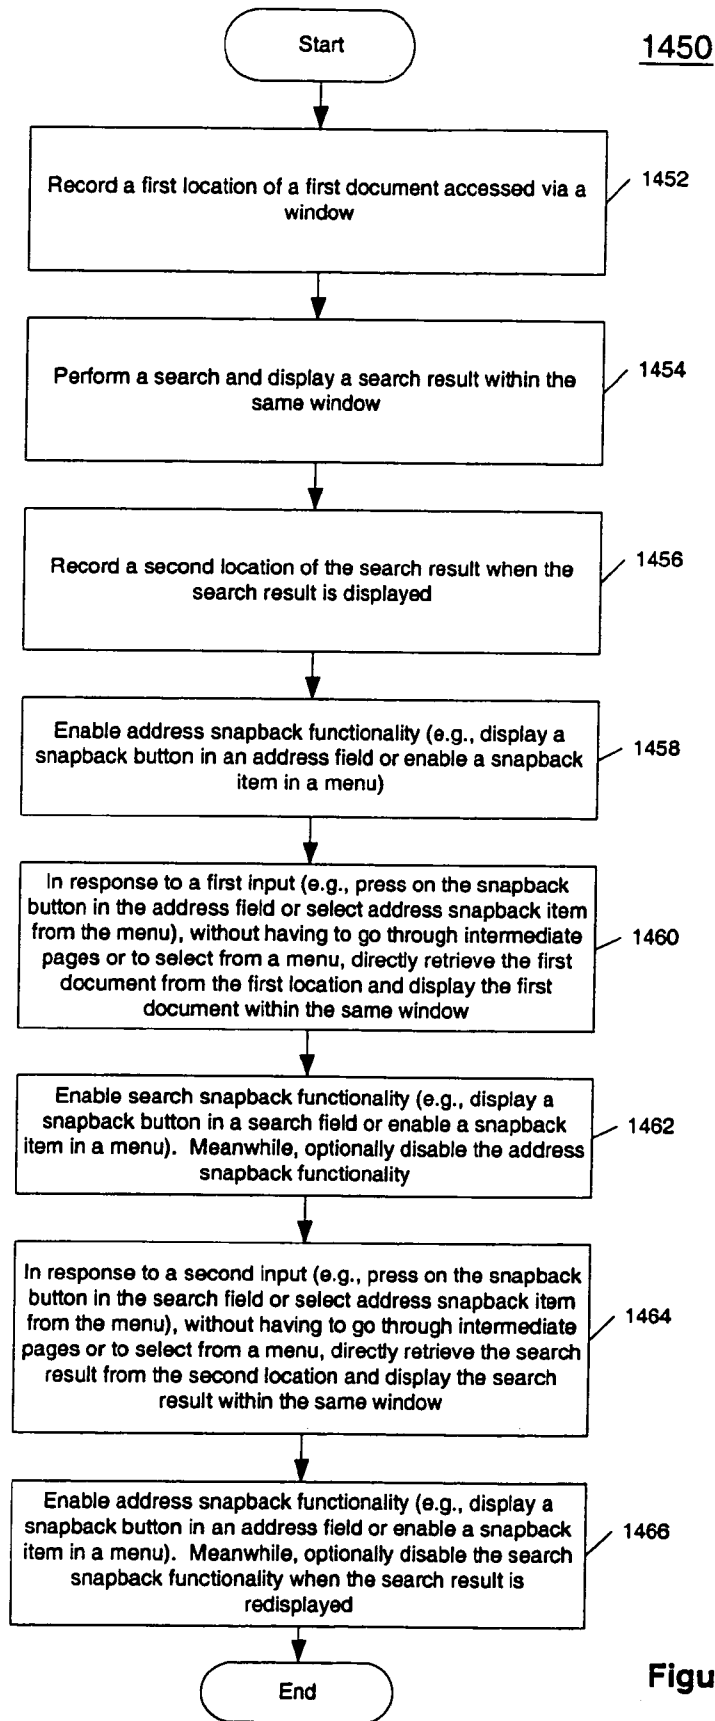 Start
1450
Record a first location of a first document accessed via a
window
1452
Perform a search and display a search result within the
same window
1454
Record a second location of the search result when the
search result is displayed
1456
Enable address snapback functionality (e.g., display a
snapback button in an address field or enable a snapback
item in a menu)
1458
In response to a first input (e.g., press on the snapback
button in the address field or select address snapback item
from the menu), without having to go through intermediate
pages or to select from a menu, directly retrieve the first
document from the first location and display the first
document within the same window
1460
Enable search snapback functionality (e.g., display a
snapback button in a search field or enable a snapback
item in a menu). Meanwhile, optionally disable the address
snapback functionality
1462
In response to a second input (e.g., press on the snapback
button in the search field or select address snapback item
from the menu), without having to go through intermediate
pages or to select from a menu, directly retrieve the search
result from the second location and display the search
result within the same window
1464
Enable address snapback functionality (e.g., display a
snapback button in an address field or enable a snapback
item in a menu). Meanwhile, optionally disable the search
snapback functionality when the search result is
redisplayed
1466
End
Figu